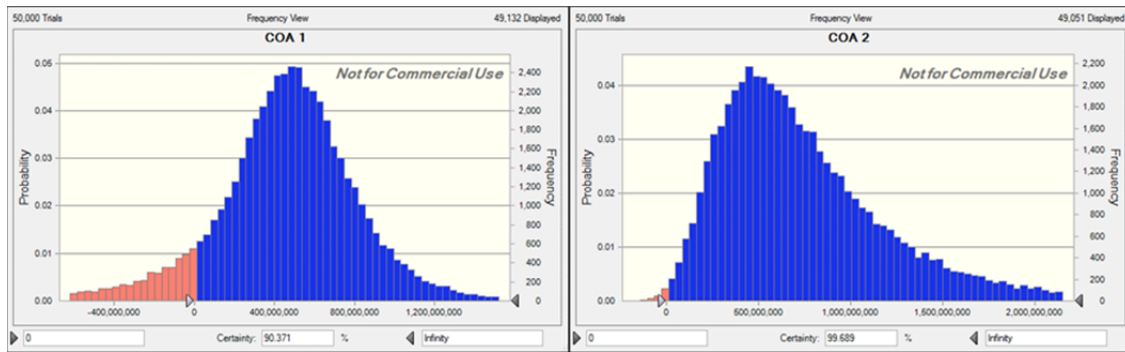 50,000 Trials Frequency View 49,132 Displayed
COA 1
Not for Commercial Use
0.05
0.04
0.03
0.02
0.01
0.00
Probability
2,400
2,200
2,000
1,800
1,600
1,400
1,200
1,000
800
600
400
200
0
Frequency
-400,000,000 0 400,000,000 800,000,000 1,200,000,000
0 Certainty: 90.371 % Infinity
50,000 Trials Frequency View 49,051 Displayed
COA 2
Not for Commercial Use
0.04
0.03
0.02
0.01
0.00
Probability
2,200
2,000
1,800
1,600
1,400
1,200
1,000
800
600
400
200
0
Frequency
0 500,000,000 1,000,000,000 1,500,000,000 2,000,000,000
0 Certainty: 99.689 % Infinity